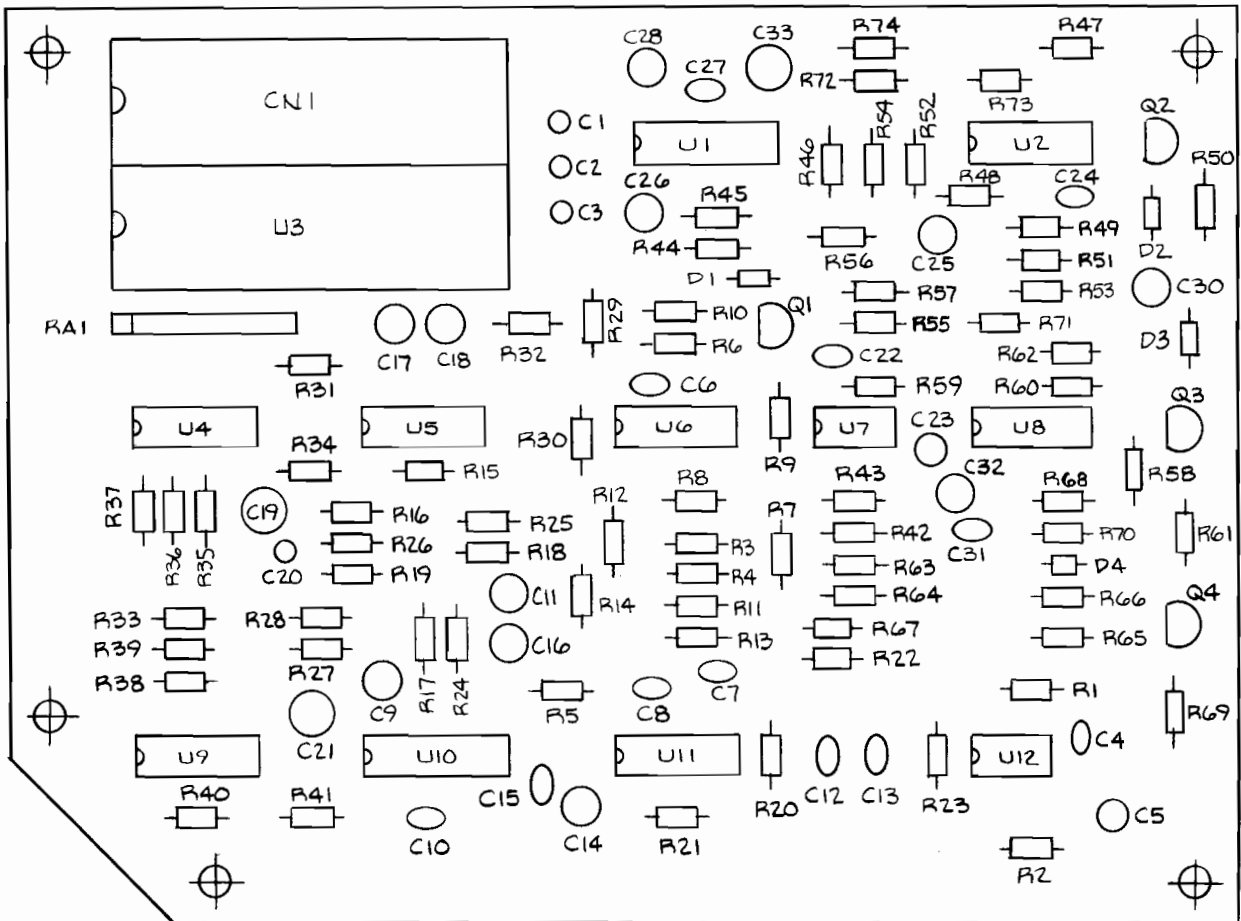 C28 C33 R74 R47
C27 R72 R73
CN1 C1 R54 R52 Q2
U1 R46 U2 R50
C2 C26 R48 C24
U3 C3 R45 R49
R44 R56 C25 R51 D2
D1 R57 R53 C30
RA1 R29 R10 Q1 R55 R71 D3
C17 C18 R32 R6 C22 R62
R31 C6 R59 R60 Q3
U4 U5 R30 U6 U7 C23 U8
R34 R15 R9 C32 R58
R37 R8 R43 R68
C19 R12 R7
R16 R25 R42 R70 R61
R36 R35 C20 R26 R18 R3 C31
R19 R4 R63 D4
C11 R14 R11 R64 R66 Q4
R33 R28 R13 R67 R65
R39 R27 C16 R22
R38 R17 R24 C7
C9 R5 C8 R1 R69
C21 C4
U9 U10 U11 U12
R40 R41 C15 R20 C12 C13 R23
C10 C14 R21 C5
R2